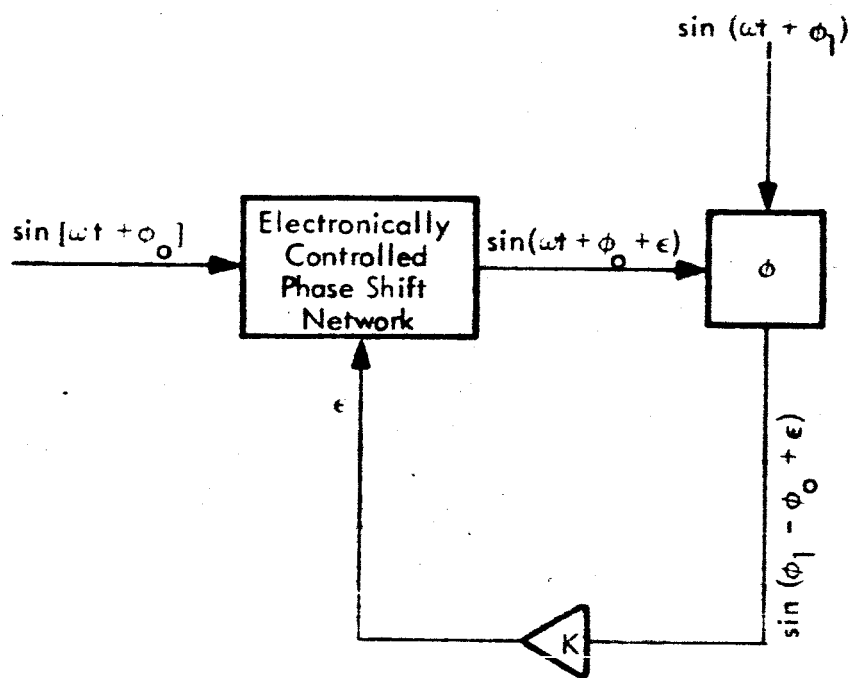 sin (ωt + ϕ₁)
sin [ωt + ϕₒ]
Electronically
Controlled
Phase Shift
Network
sin(ωt + ϕₒ + ϵ)
ϕ
ϵ
sin (ϕ₁ - ϕₒ + ϵ)
K